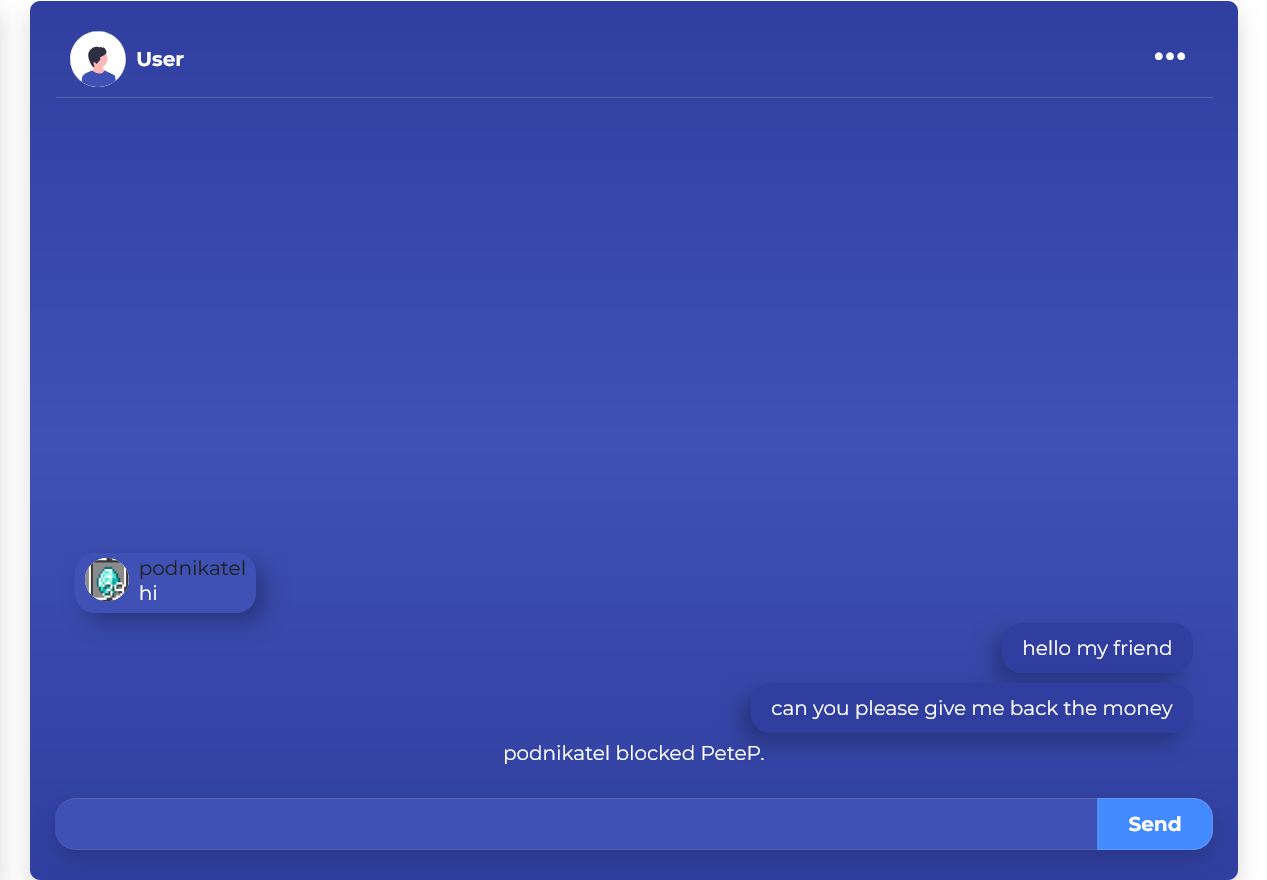 User
podnikatel
hi
hello my friend
can you please give me back the money
podnikatel blocked PeteP.
Send